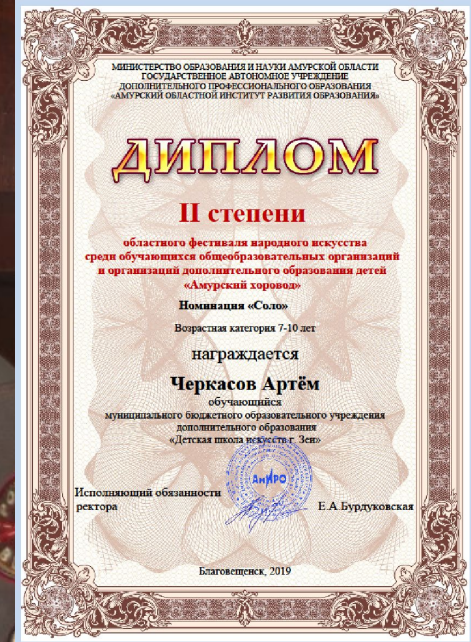 МИНИСТЕРСТВО ОБРАЗОВАНИЯ И НАУКИ АМУРСКОЙ ОБЛАСТИ
ГОСУДАРСТВЕННОЕ АВТОНОМНОЕ УЧРЕЖДЕНИЕ
ДОПОЛНИТЕЛЬНОГО ПРОФЕССИОНАЛЬНОГО ОБРАЗОВАНИЯ
«АМУРСКИЙ ОБЛАСТНОЙ ИНСТИТУТ РАЗВИТИЯ ОБРАЗОВАНИЯ»
ДИПЛОМ
II степени
областного фестиваля народного искусства
среди обучающихся общеобразовательных организаций
и организаций дополнительного образования детей
«Амурский хоровод»
Номинация «Соло»
Возрастная категория 7-10 лет
награждается
Черкасов Артём
обучающийся
муниципального бюджетного образовательного учреждения
дополнительного образования
«Детская школа искусств г. Зеи»
АмИРО
Исполняющий обязанности
ректора Е.А.Бурдуковская
Благовещенск, 2019